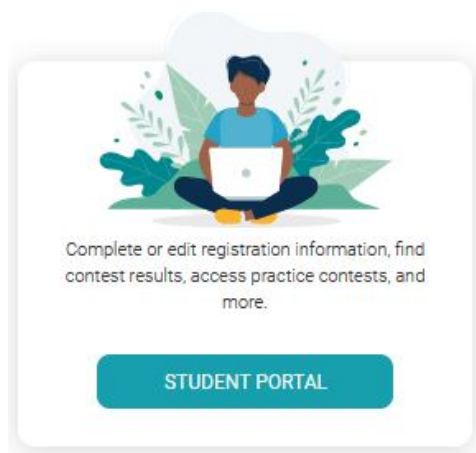 Complete or edit registration information, find
contest results, access practice contests, and
more.
STUDENT PORTAL